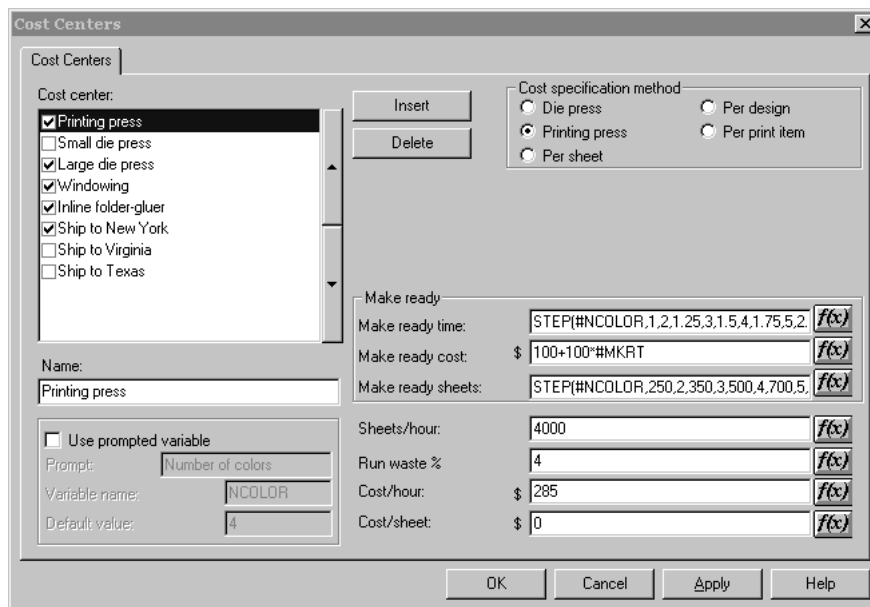 Cost Centers
Cost Centers
Cost center:
Printing press
Small die press
Large die press
Windowing
Inline folder-gluer
Ship to New York
Ship to Virginia
Ship to Texas
Insert
Delete
Cost specification method
Die press
Per design
Printing press
Per print item
Per sheet
Name:
Printing press
Use prompted variable
Prompt: Number of colors
Variable name: NCOLOR
Default value: 4
Make ready
Make ready time: STEP(#NCOLOR,1,2,1.25,3,1.5,4,1.75,5,2. f(x)
Make ready cost: $ 100+100*#MKRT f(x)
Make ready sheets: STEP(#NCOLOR,250,2,350,3,500,4,700,5, f(x)
Sheets/hour: 4000 f(x)
Run waste % 4 f(x)
Cost/hour: $ 285 f(x)
Cost/sheet: $ 0 f(x)
OK Cancel Apply Help